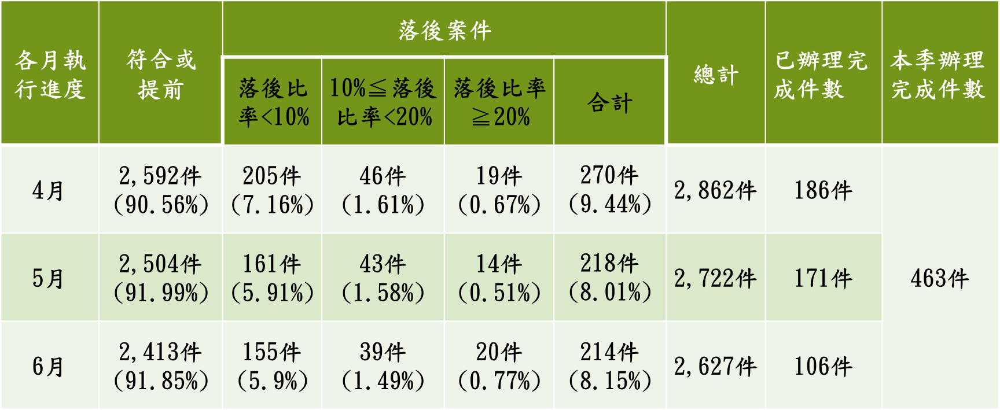 各月執
行進度
符合或
提前
落後案件
落後比
率<10%
10%≦落後
比率<20%
落後比率
≧20%
合計
總計
已辦理完
成件數
本季辦理
完成件數
4月
2,592件
(90.56%)
205件
(7.16%)
46件
(1.61%)
19件
(0.67%)
270件
(9.44%)
2,862件
186件
5月
2,504件
(91.99%)
161件
(5.91%)
43件
(1.58%)
14件
(0.51%)
218件
(8.01%)
2,722件
171件
463件
6月
2,413件
(91.85%)
155件
(5.9%)
39件
(1.49%)
20件
(0.77%)
214件
(8.15%)
2,627件
106件